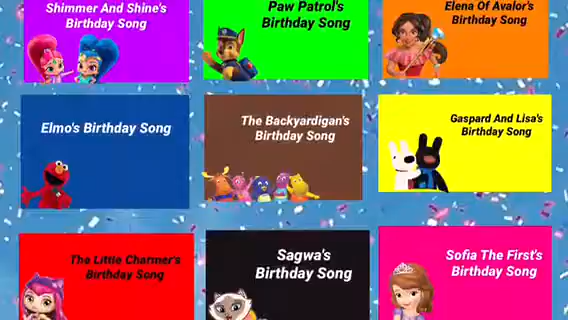 Shimmer And Shine's
Birthday Song
Paw Patrol's
Birthday Song
Elena Of Avalor's
Birthday Song
Elmo's Birthday Song
The Backyardigan's
Birthday Song
Gaspard And Lisa's
Birthday Song
The Little Charmer's
Birthday Song
Sagwa's
Birthday Song
Sofia The First's
Birthday Song